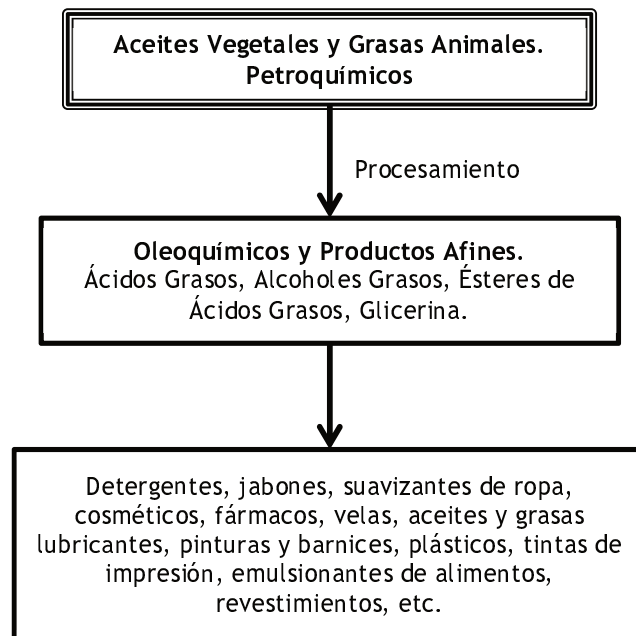 Aceites Vegetales y Grasas Animales.
Petroquímicos
Procesamiento
Oleoquímicos y Productos Afines.
Ácidos Grasos, Alcoholes Grasos, Ésteres de
Ácidos Grasos, Glicerina.
Detergentes, jabones, suavizantes de ropa,
cosméticos, fármacos, velas, aceites y grasas
lubricantes, pinturas y barnices, plásticos, tintas de
impresión, emulsionantes de alimentos,
revestimientos, etc.